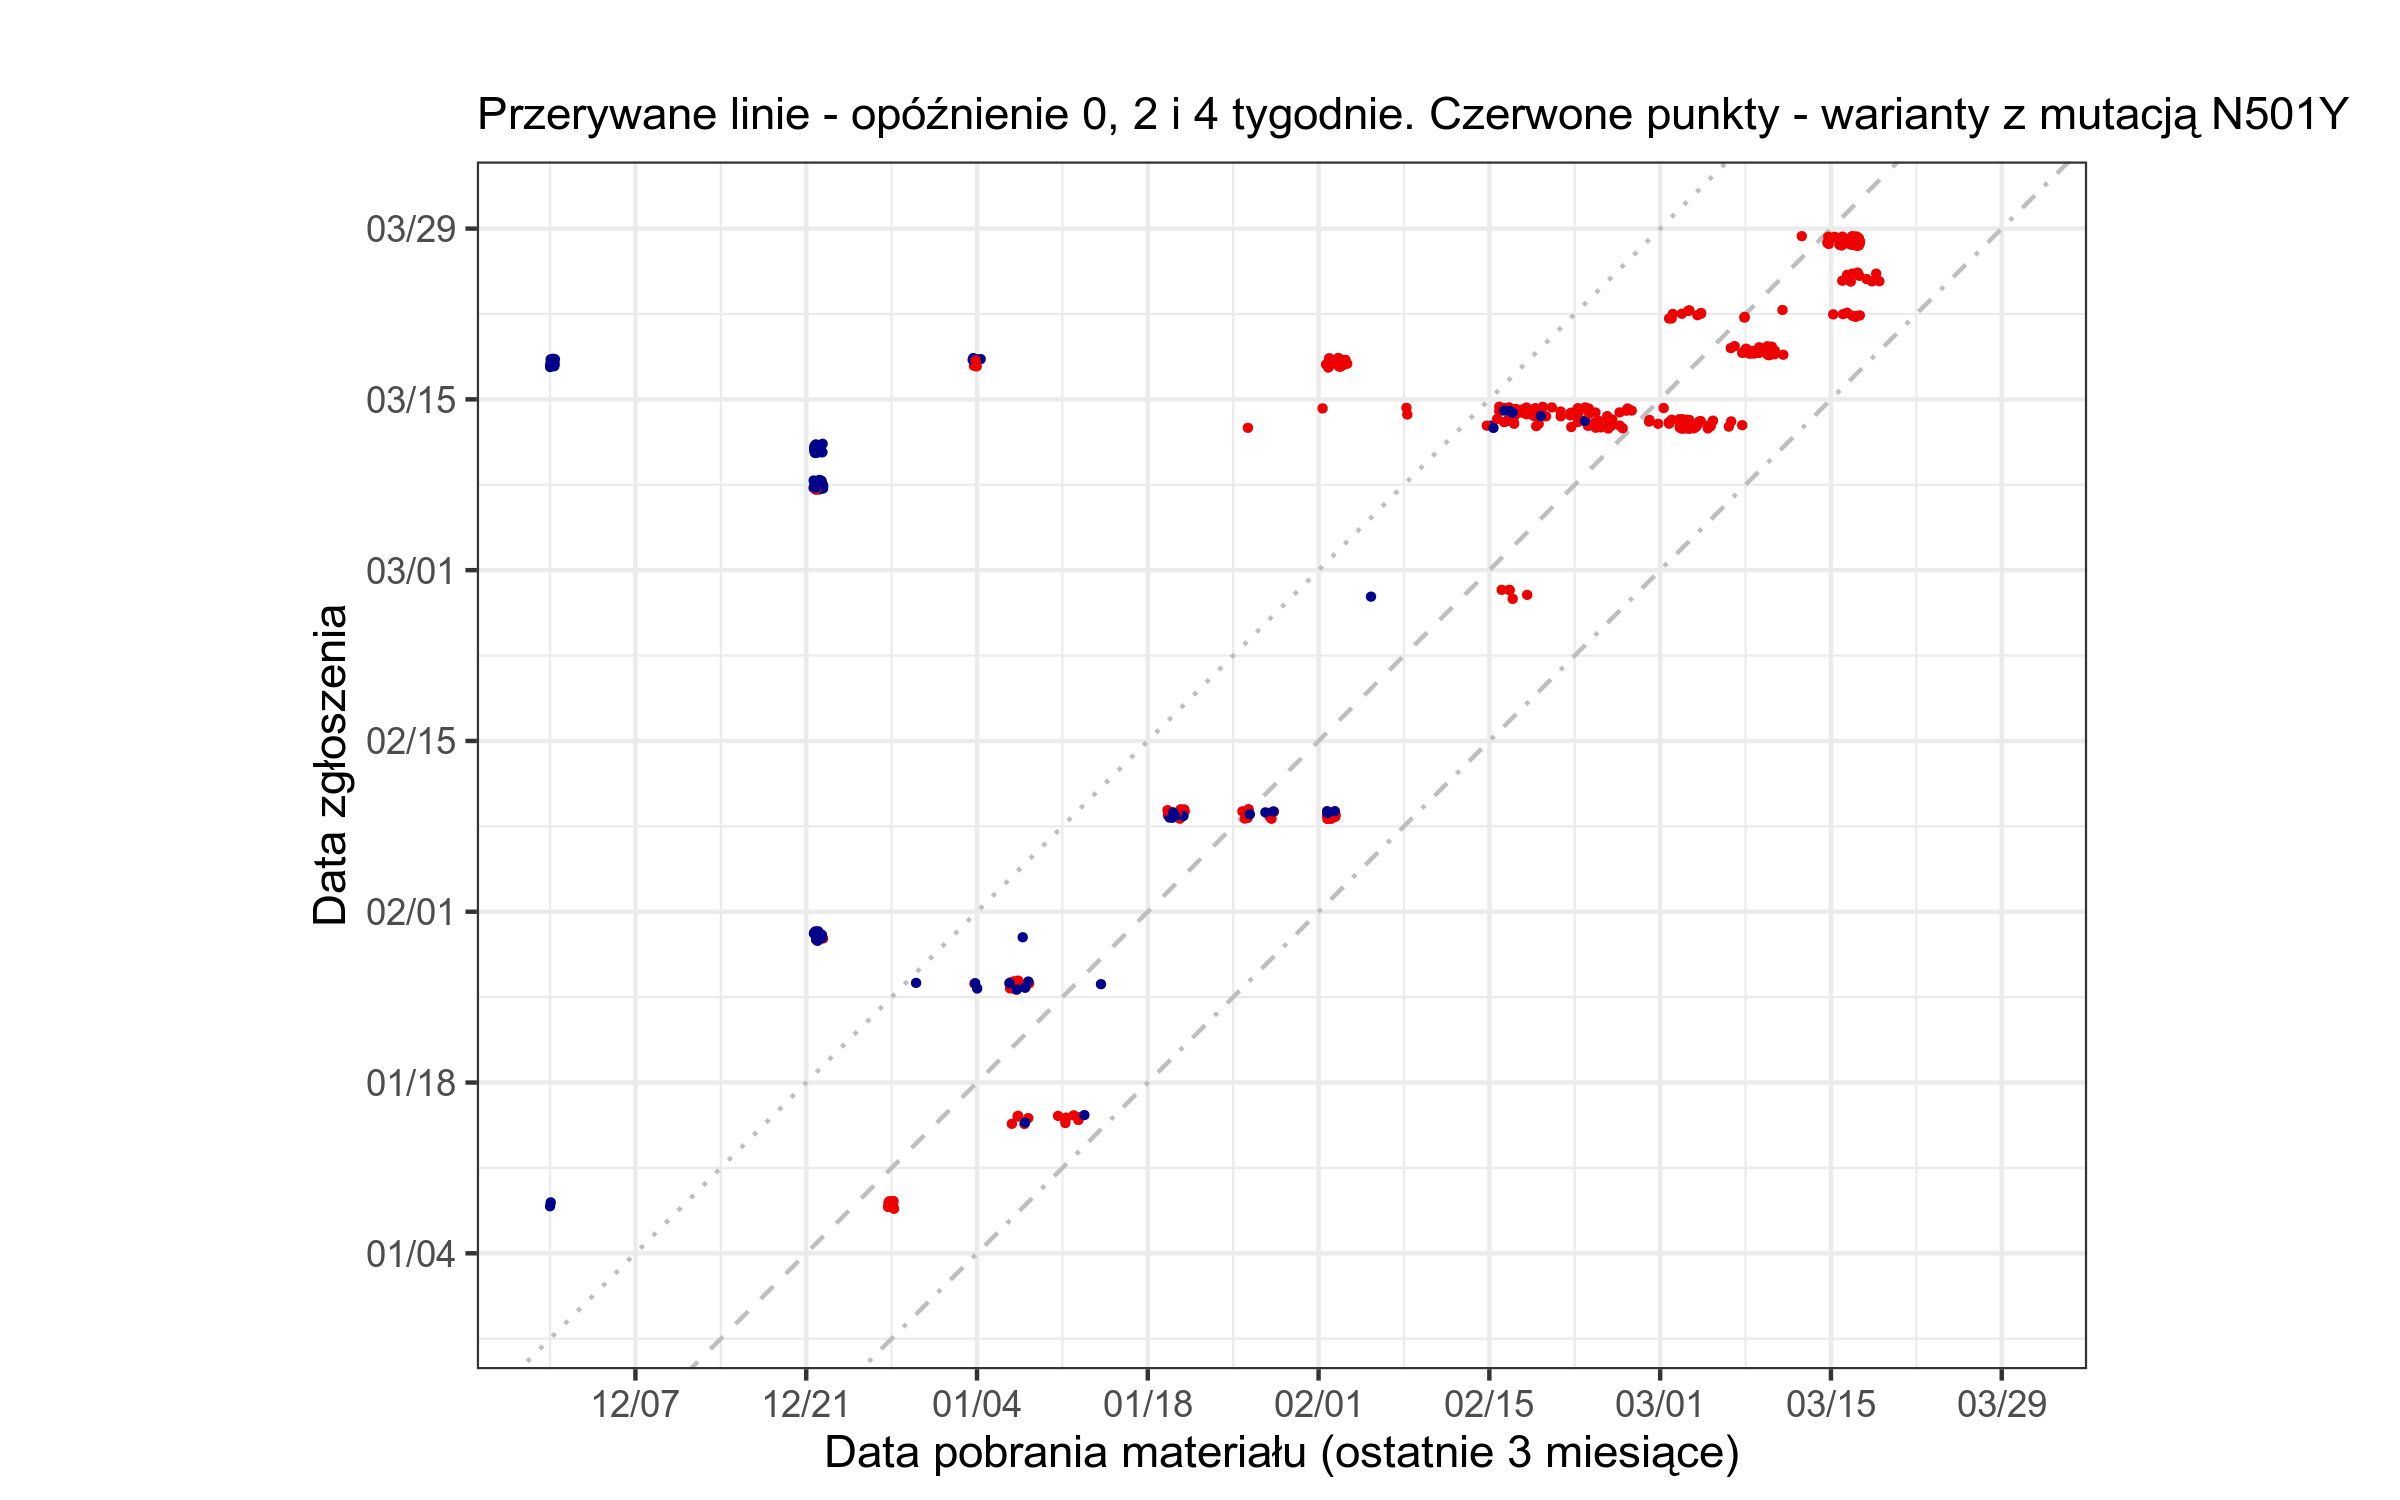 Przerywane linie - opóźnienie 0, 2 i 4 tygodnie. Czerwone punkty - warianty z mutacją N501Y
Data zgłoszenia
03/29
03/15
03/01
02/15
02/01
01/18
01/04
12/07 12/21 01/04 01/18 02/01 02/15 03/01 03/15 03/29
Data pobrania materiału (ostatnie 3 miesiące)